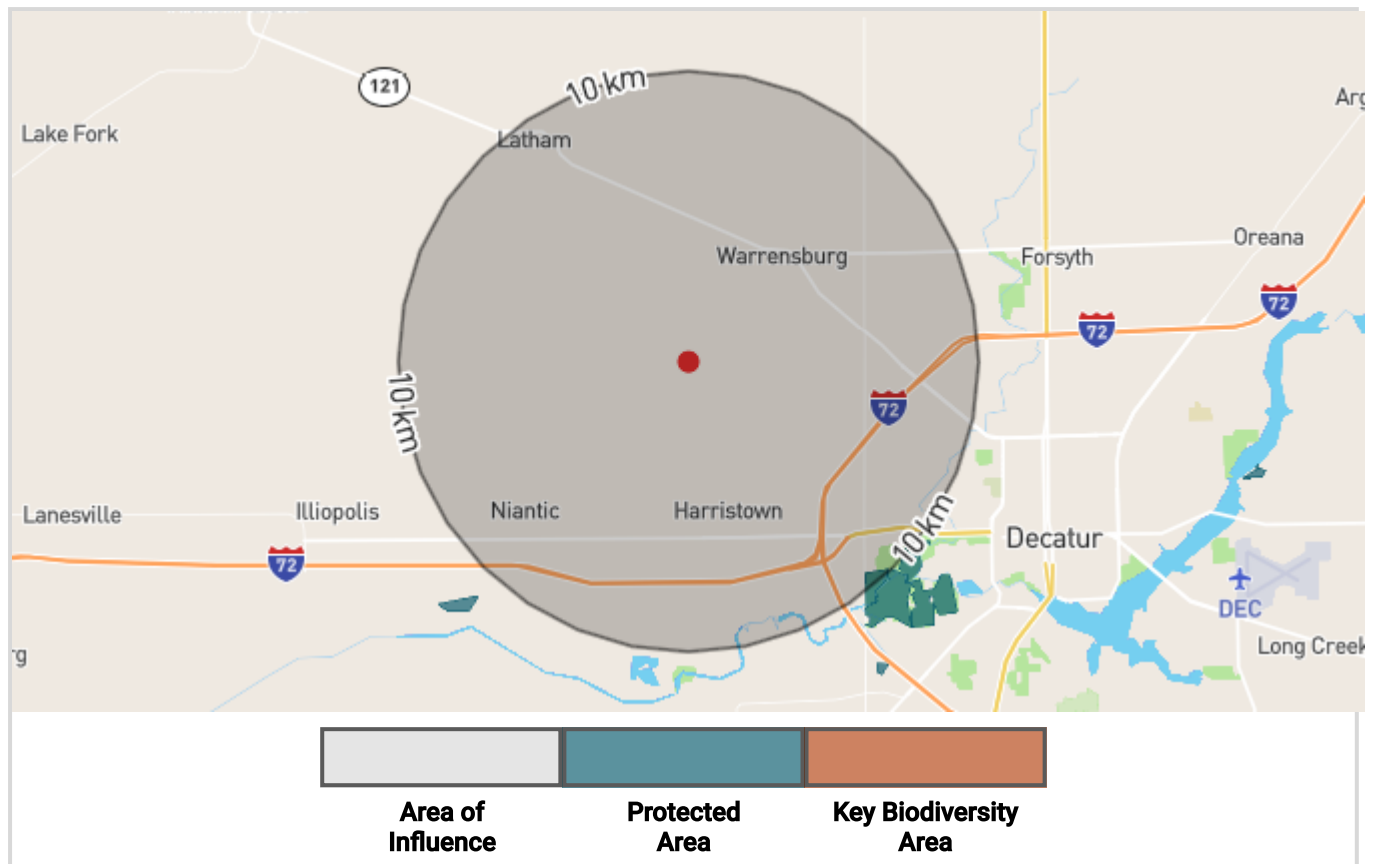 121
10 km
Arg
Lake Fork
Latham
Oreana
Warrensburg
Forsyth
72
72
10 km
72
10 km
Lanesville
Illiopolis
Niantic
Harristown
Decatur
72
DEC
rg
Long Creek
Area of
Influence
Protected
Area
Key Biodiversity
Area